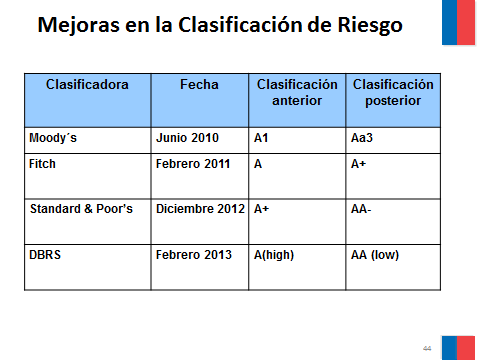 Mejoras en la Clasificación de Riesgo
Clasificadora Fecha Clasificación anterior Clasificación posterior
Moody´s Junio 2010 A1 Aa3
Fitch Febrero 2011 A A+
Standard & Poor's Diciembre 2012 A+ AA-
DBRS Febrero 2013 A(high) AA (low)
44